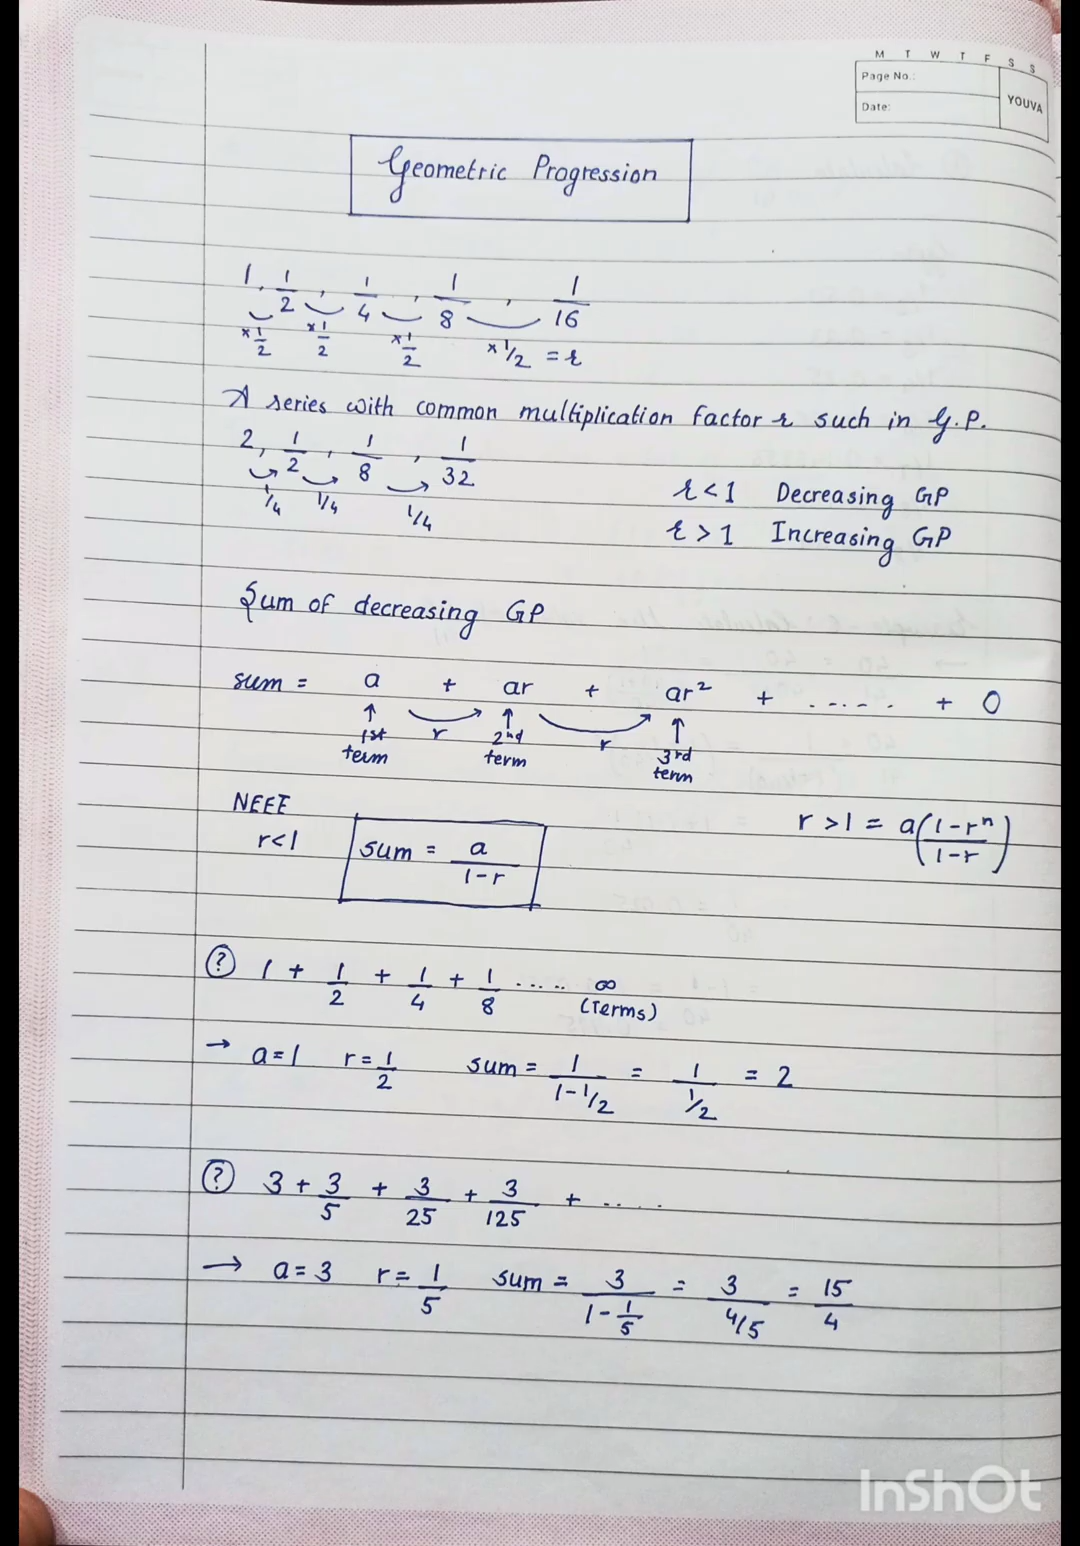 M T W T F S S
Page No.:
YOUVA
Date:
Geometric Progression
1, 1/2, 1/4, 1/8, 1/16
×1/2 ×1/2 ×1/2 ×1/2 = r
A series with common multiplication factor r such in G.P.
2, 1/2, 1/8, 1/32
1/4 1/4 1/4
r<1 Decreasing GP
r>1 Increasing GP
Sum of decreasing GP
sum = a + ar + ar² + ...... + 0
r r
1st term 2nd term 3rd term
NEET
r<1 sum = a/(1-r)
r>1 = a((1-rⁿ)/(1-r))
? 1 + 1/2 + 1/4 + 1/8 ..... ∞ (Terms)
→ a=1 r=1/2 sum = 1/(1-1/2) = 1/(1/2) = 2
? 3 + 3/5 + 3/25 + 3/125 + .....
→ a=3 r=1/5 sum = 3/(1-1/5) = 3/(4/5) = 15/4
InShOt